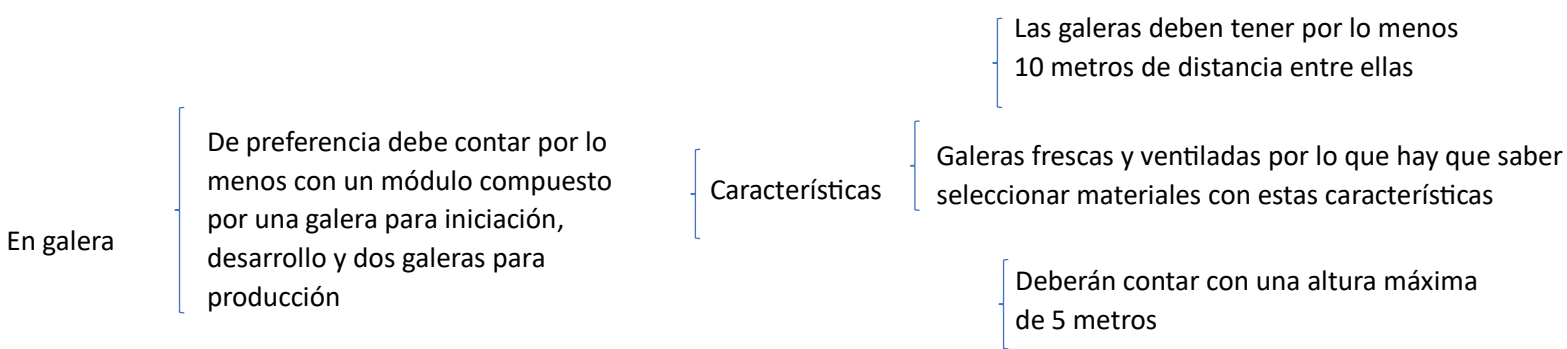 En galera
De preferencia debe contar por lo
menos con un módulo compuesto
por una galera para iniciación,
desarrollo y dos galeras para
producción
Características
Las galeras deben tener por lo menos
10 metros de distancia entre ellas
Galeras frescas y ventiladas por lo que hay que saber
seleccionar materiales con estas características
Deberán contar con una altura máxima
de 5 metros